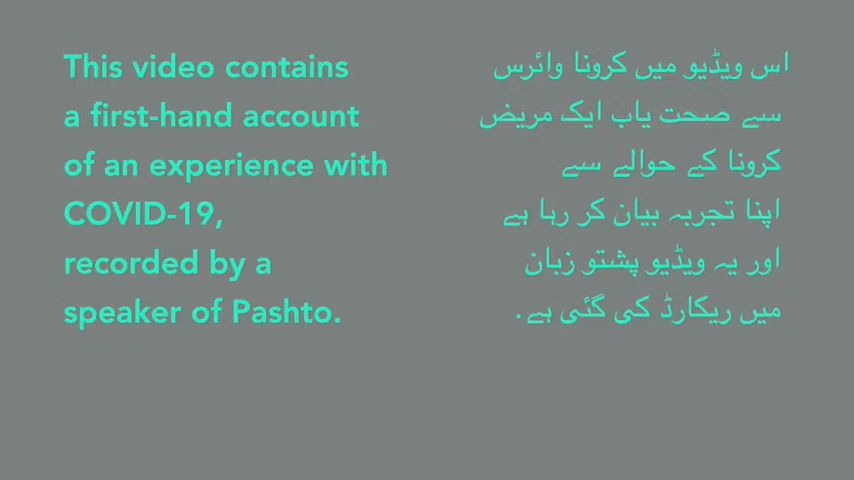 This video contains
a first-hand account
of an experience with
COVID-19,
recorded by a
speaker of Pashto.
اس ویڈیو میں کرونا وائرس
سے صحت یاب ایک مریض
کرونا کے حوالے سے
اپنا تجربہ بیان کر رہا ہے
اور یہ ویڈیو پشتو زبان
میں ریکارڈ کی گئی ہے.